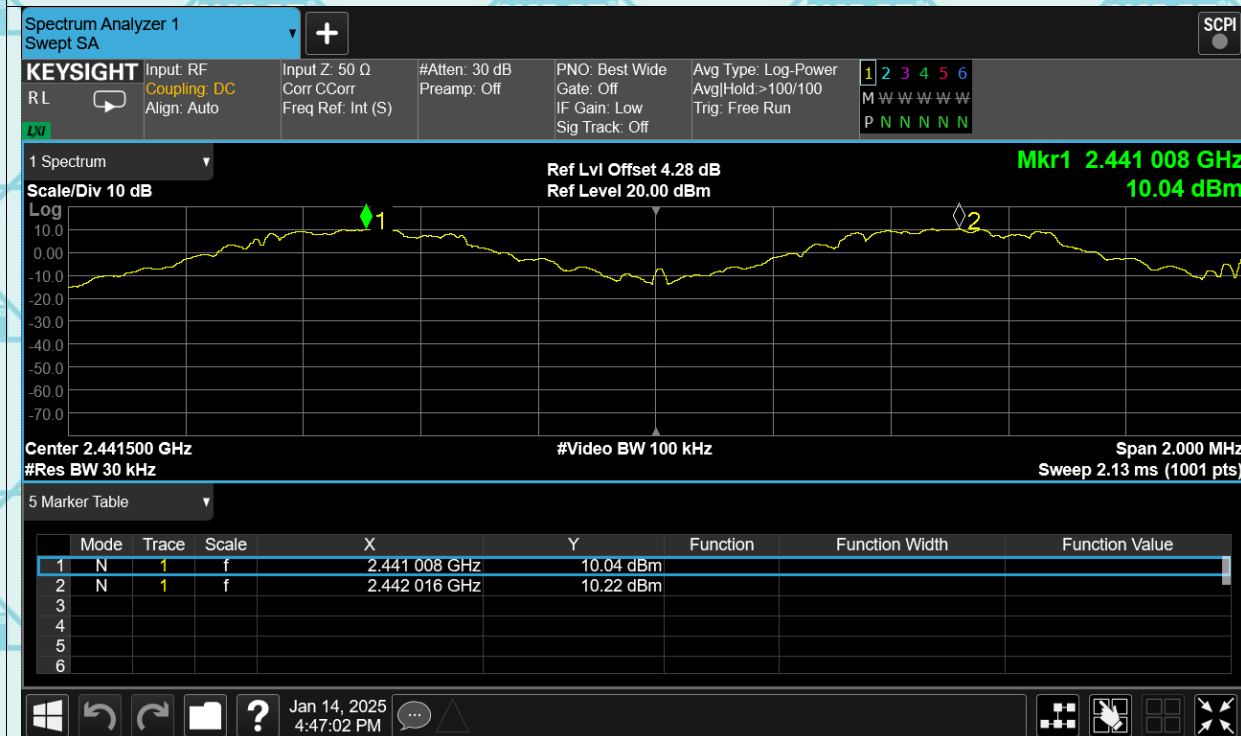 Spectrum Analyzer 1
Swept SA
+
SCPI
KEYSIGHT
RL
LXI
Input: RF
Coupling: DC
Align: Auto
Input Z: 50 Ω
Corr CCorr
Freq Ref: Int (S)
#Atten: 30 dB
Preamp: Off
PNO: Best Wide
Gate: Off
IF Gain: Low
Sig Track: Off
Avg Type: Log-Power
Avg|Hold:>100/100
Trig: Free Run
1 2 3 4 5 6
M W W W W W
P N N N N N
1 Spectrum
Scale/Div 10 dB
Ref Lvl Offset 4.28 dB
Ref Level 20.00 dBm
Mkr1 2.441 008 GHz
10.04 dBm
Log
1
2
10.0
0.00
-10.0
-20.0
-30.0
-40.0
-50.0
-60.0
-70.0
Center 2.441500 GHz
#Video BW 100 kHz
Span 2.000 MHz
#Res BW 30 kHz
Sweep 2.13 ms (1001 pts)
5 Marker Table
Mode Trace Scale X Y Function Function Width Function Value
1 N 1 f 2.441 008 GHz 10.04 dBm
2 N 1 f 2.442 016 GHz 10.22 dBm
3
4
5
6
?
Jan 14, 2025
4:47:02 PM